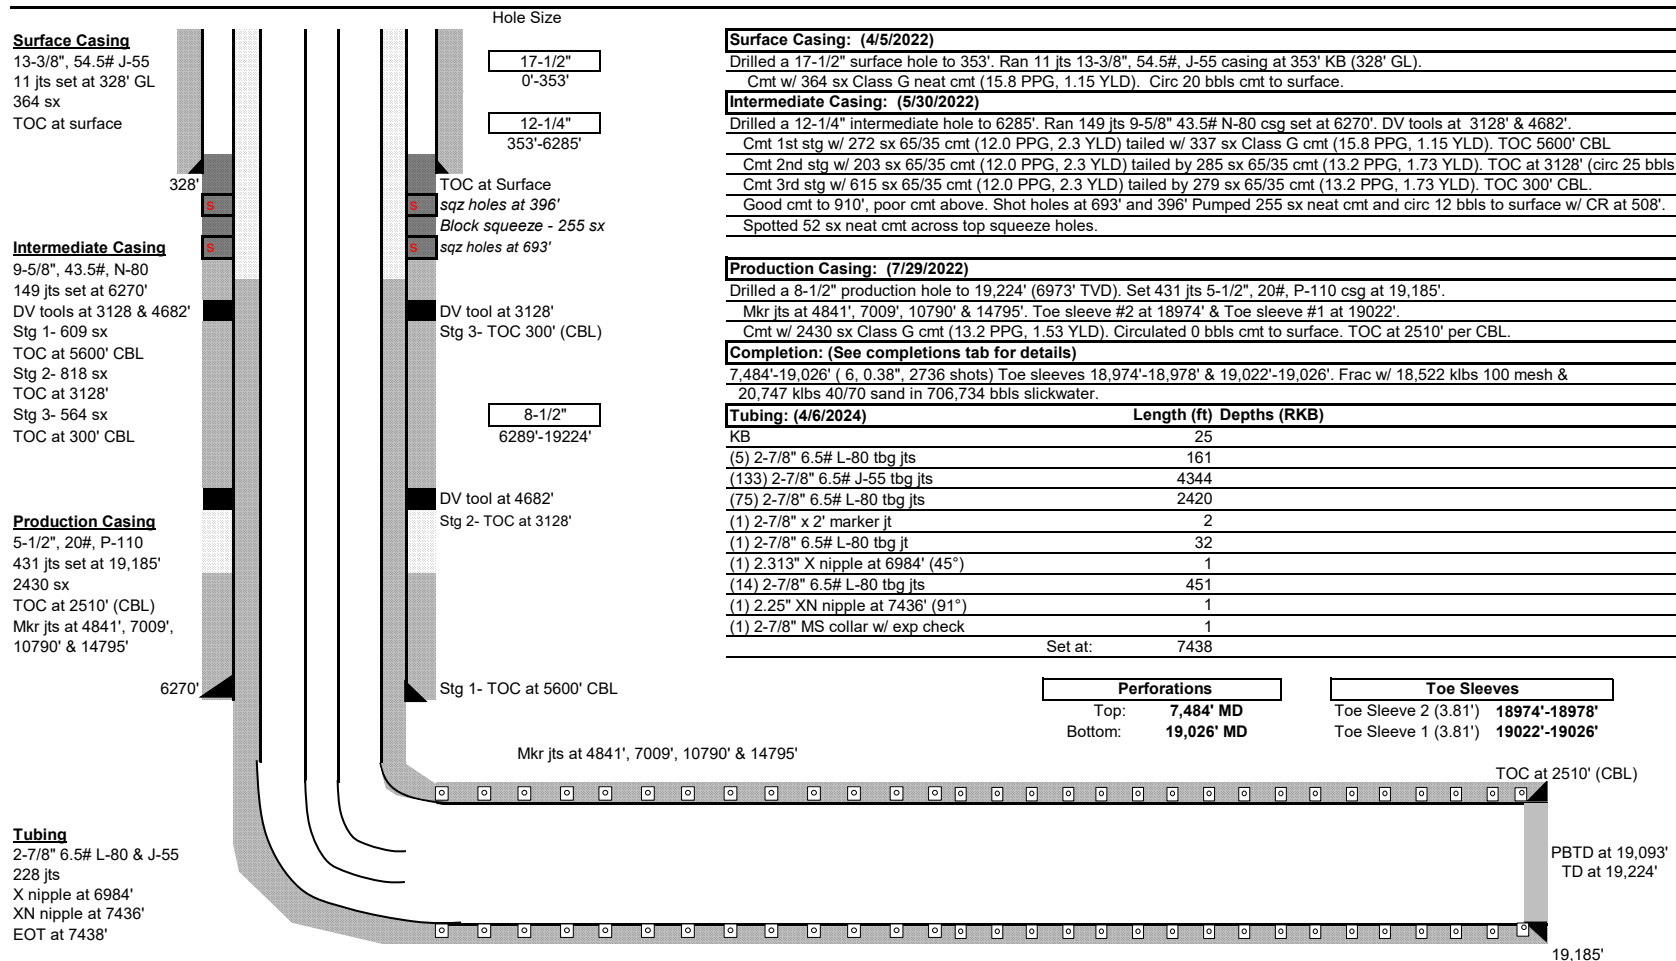 Hole Size
Surface Casing
13-3/8", 54.5# J-55
11 jts set at 328' GL
364 sx
TOC at surface
328'
Intermediate Casing
9-5/8", 43.5#, N-80
149 jts set at 6270'
DV tools at 3128 & 4682'
Stg 1- 609 sx
TOC at 5600' CBL
Stg 2- 818 sx
TOC at 3128'
Stg 3- 564 sx
TOC at 300' CBL
Production Casing
5-1/2", 20#, P-110
431 jts set at 19,185'
2430 sx
TOC at 2510' (CBL)
Mkr jts at 4841', 7009',
10790' & 14795'
6270'
Tubing
2-7/8" 6.5# L-80 & J-55
228 jts
X nipple at 6984'
XN nipple at 7436'
EOT at 7438'
S
S
S
S
17-1/2"
0'-353'
12-1/4"
353'-6285'
TOC at Surface
sqz holes at 396'
Block squeeze - 255 sx
sqz holes at 693'
DV tool at 3128'
Stg 3- TOC 300' (CBL)
8-1/2"
6289'-19224'
DV tool at 4682'
Stg 2- TOC at 3128'
Stg 1- TOC at 5600' CBL
Mkr jts at 4841', 7009', 10790' & 14795'
Surface Casing: (4/5/2022)
Drilled a 17-1/2" surface hole to 353'. Ran 11 jts 13-3/8", 54.5#, J-55 casing at 353' KB (328' GL).
Cmt w/ 364 sx Class G neat cmt (15.8 PPG, 1.15 YLD). Circ 20 bbls cmt to surface.
Intermediate Casing: (5/30/2022)
Drilled a 12-1/4" intermediate hole to 6285'. Ran 149 jts 9-5/8" 43.5# N-80 csg set at 6270'. DV tools at 3128' & 4682'.
Cmt 1st stg w/ 272 sx 65/35 cmt (12.0 PPG, 2.3 YLD) tailed w/ 337 sx Class G cmt (15.8 PPG, 1.15 YLD). TOC 5600' CBL
Cmt 2nd stg w/ 203 sx 65/35 cmt (12.0 PPG, 2.3 YLD) tailed by 285 sx 65/35 cmt (13.2 PPG, 1.73 YLD). TOC at 3128' (circ 25 bbls
Cmt 3rd stg w/ 615 sx 65/35 cmt (12.0 PPG, 2.3 YLD) tailed by 279 sx 65/35 cmt (13.2 PPG, 1.73 YLD). TOC 300' CBL.
Good cmt to 910', poor cmt above. Shot holes at 693' and 396' Pumped 255 sx neat cmt and circ 12 bbls to surface w/ CR at 508'.
Spotted 52 sx neat cmt across top squeeze holes.
Production Casing: (7/29/2022)
Drilled a 8-1/2" production hole to 19,224' (6973' TVD). Set 431 jts 5-1/2", 20#, P-110 csg at 19,185'.
Mkr jts at 4841', 7009', 10790' & 14795'. Toe sleeve #2 at 18974' & Toe sleeve #1 at 19022'.
Cmt w/ 2430 sx Class G cmt (13.2 PPG, 1.53 YLD). Circulated 0 bbls cmt to surface. TOC at 2510' per CBL.
Completion: (See completions tab for details)
7,484'-19,026' ( 6, 0.38", 2736 shots) Toe sleeves 18,974'-18,978' & 19,022'-19,026'. Frac w/ 18,522 klbs 100 mesh &
20,747 klbs 40/70 sand in 706,734 bbls slickwater.
Tubing: (4/6/2024) Length (ft) Depths (RKB)
KB 25
(5) 2-7/8" 6.5# L-80 tbg jts 161
(133) 2-7/8" 6.5# J-55 tbg jts 4344
(75) 2-7/8" 6.5# L-80 tbg jts 2420
(1) 2-7/8" x 2' marker jt 2
(1) 2-7/8" 6.5# L-80 tbg jt 32
(1) 2.313" X nipple at 6984' (45°) 1
(14) 2-7/8" 6.5# L-80 tbg jts 451
(1) 2.25" XN nipple at 7436' (91°) 1
(1) 2-7/8" MS collar w/ exp check 1
Set at: 7438
Perforations
Top: 7,484' MD
Bottom: 19,026' MD
Toe Sleeves
Toe Sleeve 2 (3.81') 18974'-18978'
Toe Sleeve 1 (3.81') 19022'-19026'
TOC at 2510' (CBL)
PBTD at 19,093'
TD at 19,224'
19,185'